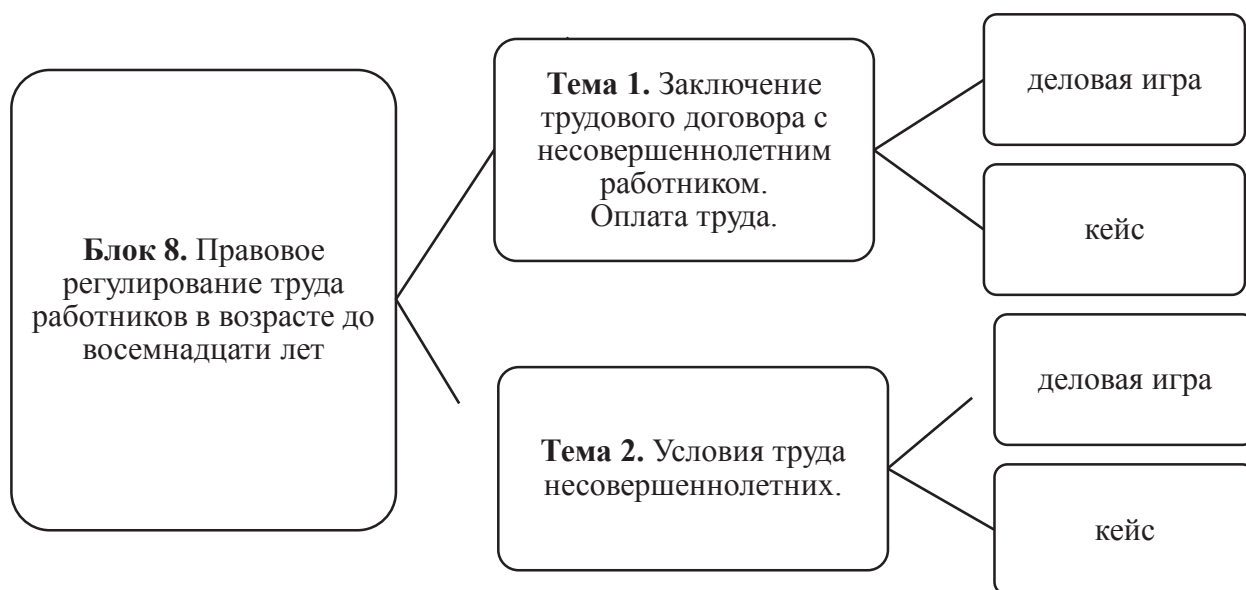 Блок 8. Правовое
регулирование труда
работников в возрасте до
восемнадцати лет
Тема 1. Заключение
трудового договора с
несовершеннолетним
работником.
Оплата труда.
деловая игра
кейс
Тема 2. Условия труда
несовершеннолетних.
деловая игра
кейс